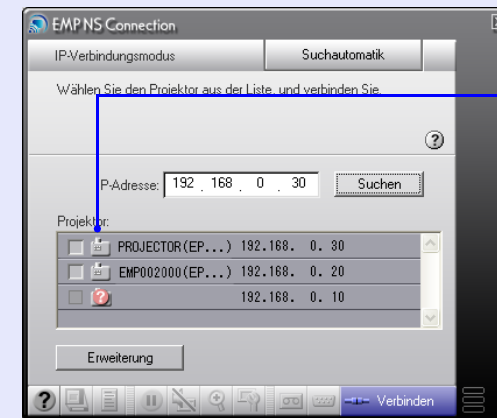 EMP NS Connection
IP-Verbindungsmodus Suchautomatik
Wählen Sie den Projektor aus der Liste, und verbinden Sie.
IP-Adresse: 192 . 168 . 0 . 30 Suchen
Projektor:
PROJECTOR(EP...) 192.168. 0. 30
EMP002000(EP...) 192.168. 0. 20
192.168. 0. 10
Erweiterung
Verbinden